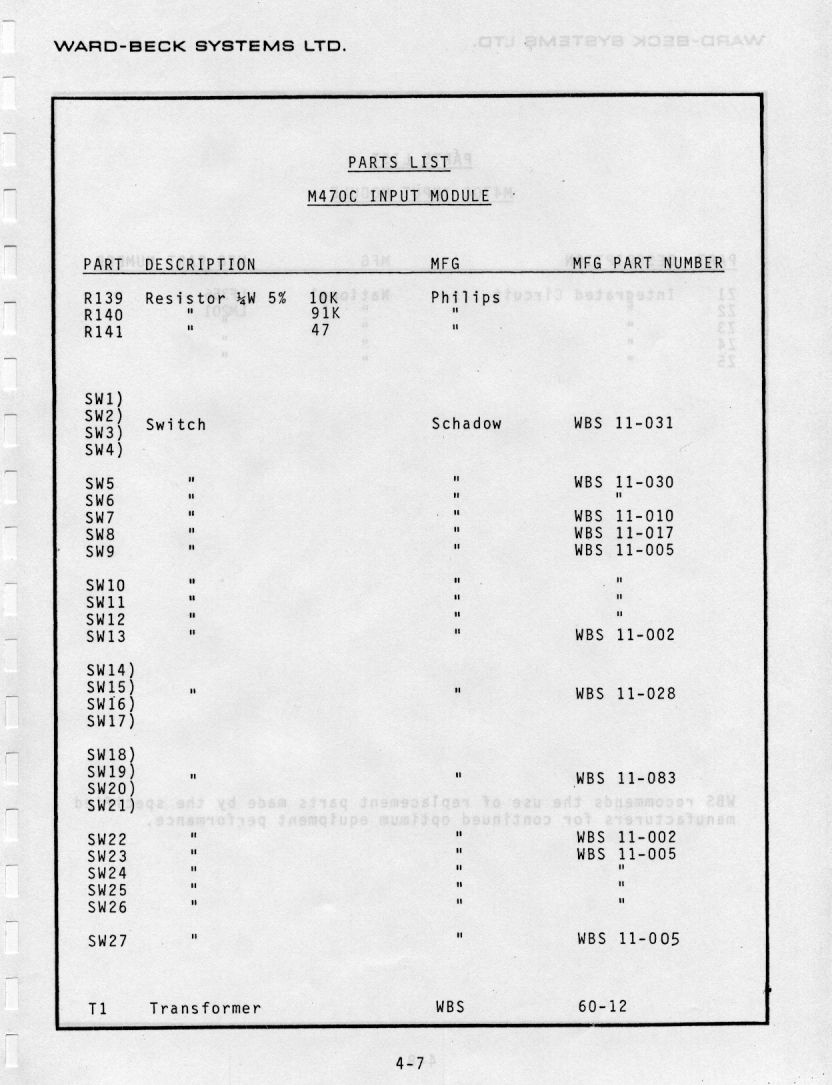 WARD-BECK SYSTEMS LTD.
PARTS LIST
M470C INPUT MODULE
PART DESCRIPTION MFG MFG PART NUMBER
R139 Resistor ¼W 5% 10K Philips
R140 " 91K "
R141 " 47 "
SW1)
SW2)
Switch Schadow WBS 11-031
SW3)
SW4)
SW5 " " WBS 11-030
SW6 " " "
SW7 " " WBS 11-010
SW8 " " WBS 11-017
SW9 " " WBS 11-005
SW10 " " "
SW11 " " "
SW12 " " "
SW13 " " WBS 11-002
SW14)
SW15)
" " WBS 11-028
SW16)
SW17)
SW18)
SW19)
" " WBS 11-083
SW20)
SW21)
SW22 " " WBS 11-002
SW23 " " WBS 11-005
SW24 " " "
SW25 " " "
SW26 " " "
SW27 " " WBS 11-005
T1 Transformer WBS 60-12
4-7